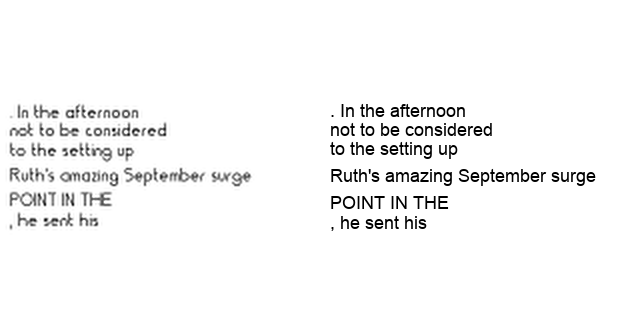 . In the afternoon
not to be considered
to the setting up
Ruth's amazing September surge
POINT IN THE
, he sent his
. In the afternoon
not to be considered
to the setting up
Ruth's amazing September surge
POINT IN THE
, he sent his